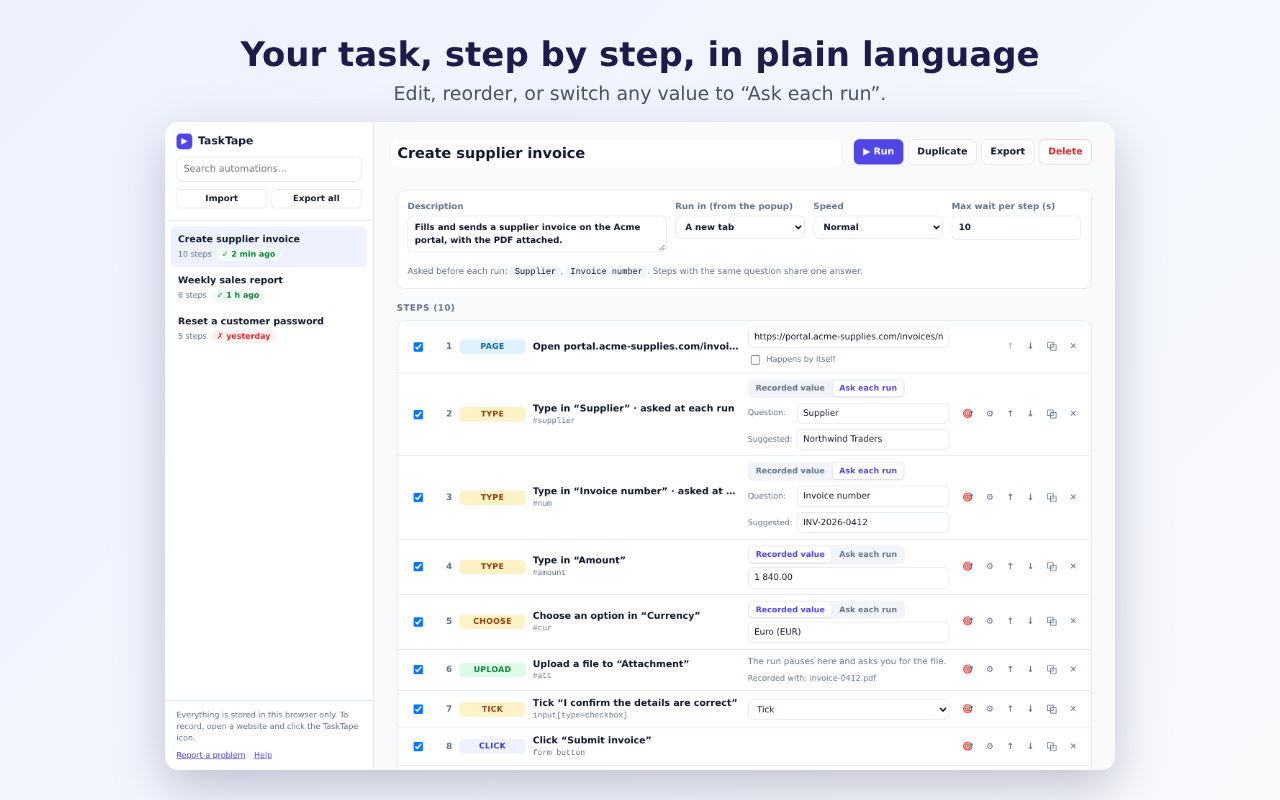 Your task, step by step, in plain language
Edit, reorder, or switch any value to “Ask each run”.
TaskTape
Search automations...
Import
Export all
Create supplier invoice
10 steps ✓ 2 min ago
Weekly sales report
6 steps ✓ 1 h ago
Reset a customer password
5 steps ✗ yesterday
Everything is stored in this browser only. To
record, open a website and click the TaskTape
icon.
Report a problem Help
Create supplier invoice
▶ Run
Duplicate
Export
Delete
Description
Fills and sends a supplier invoice on the Acme
portal, with the PDF attached.
Run in (from the popup)
A new tab
Speed
Normal
Max wait per step (s)
10
Asked before each run: Supplier, Invoice number. Steps with the same question share one answer.
STEPS (10)
1 PAGE Open portal.acme-supplies.com/invoi…
https://portal.acme-supplies.com/invoices/n
Happens by itself
2 TYPE Type in “Supplier” · asked at each run
#supplier
Recorded value Ask each run
Question: Supplier
Suggested: Northwind Traders
3 TYPE Type in “Invoice number” · asked at …
#num
Recorded value Ask each run
Question: Invoice number
Suggested: INV-2026-0412
4 TYPE Type in “Amount”
#amount
Recorded value Ask each run
1 840.00
5 CHOOSE Choose an option in “Currency”
#cur
Recorded value Ask each run
Euro (EUR)
6 UPLOAD Upload a file to “Attachment”
#att
The run pauses here and asks you for the file.
Recorded with: invoice-0412.pdf
7 TICK Tick “I confirm the details are correct”
input[type=checkbox]
Tick
8 CLICK Click “Submit invoice”
form button